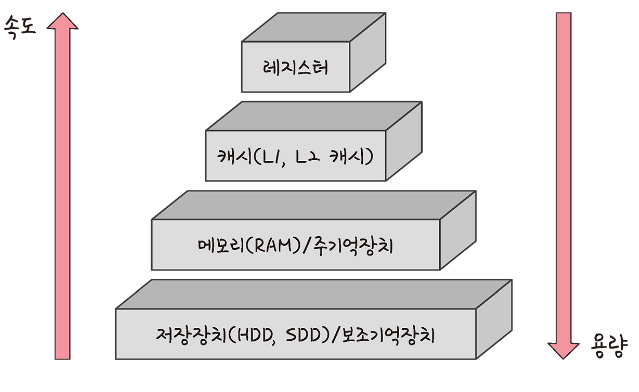 속도
레지스터
캐시(L1, L2 캐시)
메모리(RAM)/주기억장치
저장장치(HDD, SDD)/보조기억장치
용량